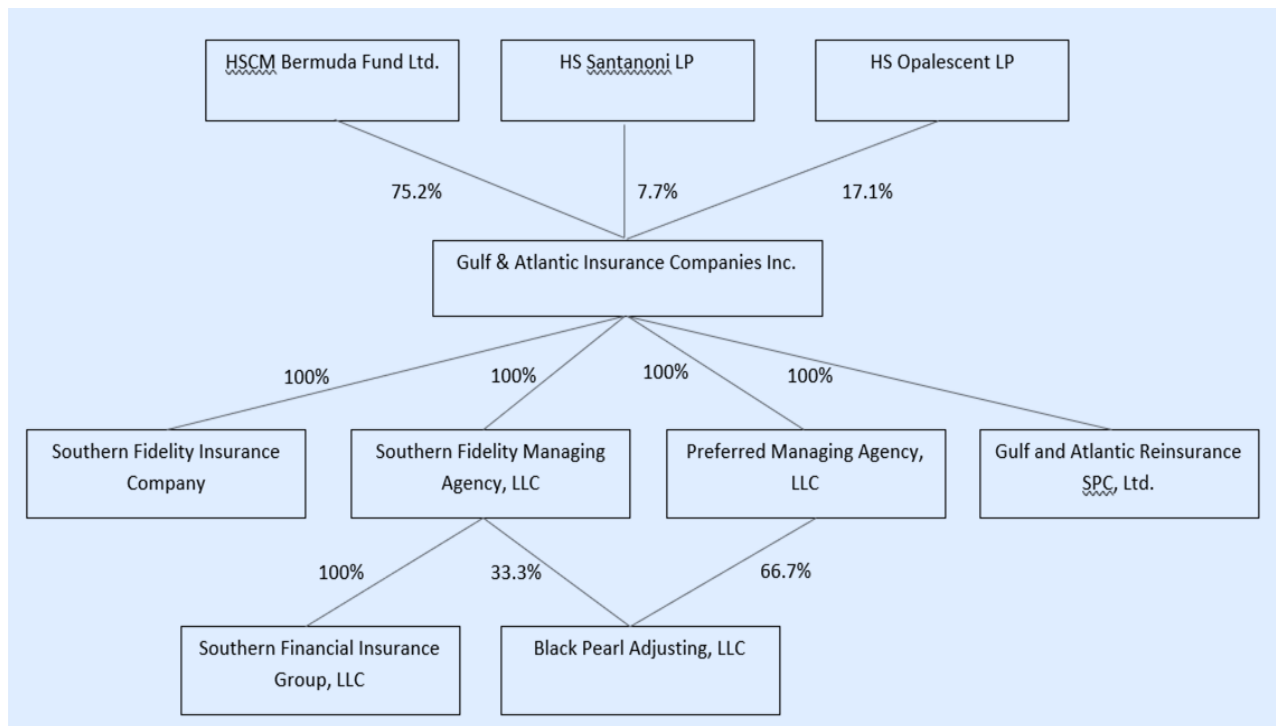 HSCM Bermuda Fund Ltd.
HS Santanoni LP
HS Opalescent LP
75.2%
7.7%
17.1%
Gulf & Atlantic Insurance Companies Inc.
100%
100%
100%
100%
Southern Fidelity Insurance
Company
Southern Fidelity Managing
Agency, LLC
Preferred Managing Agency,
LLC
Gulf and Atlantic Reinsurance
SPC, Ltd.
100%
33.3%
66.7%
Southern Financial Insurance
Group, LLC
Black Pearl Adjusting, LLC